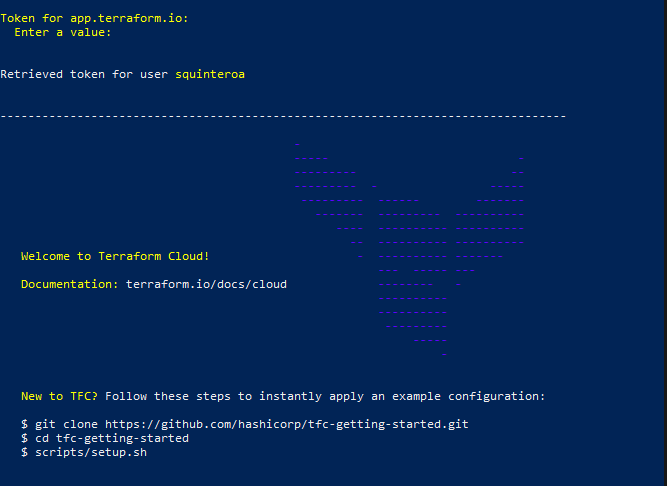 Token for app.terraform.io:
Enter a value:
Retrieved token for user squinteroa
---------------------------------------------------------------------------------
Welcome to Terraform Cloud!
Documentation: terraform.io/docs/cloud
New to TFC? Follow these steps to instantly apply an example configuration:
$ git clone https://github.com/hashicorp/tfc-getting-started.git
$ cd tfc-getting-started
$ scripts/setup.sh